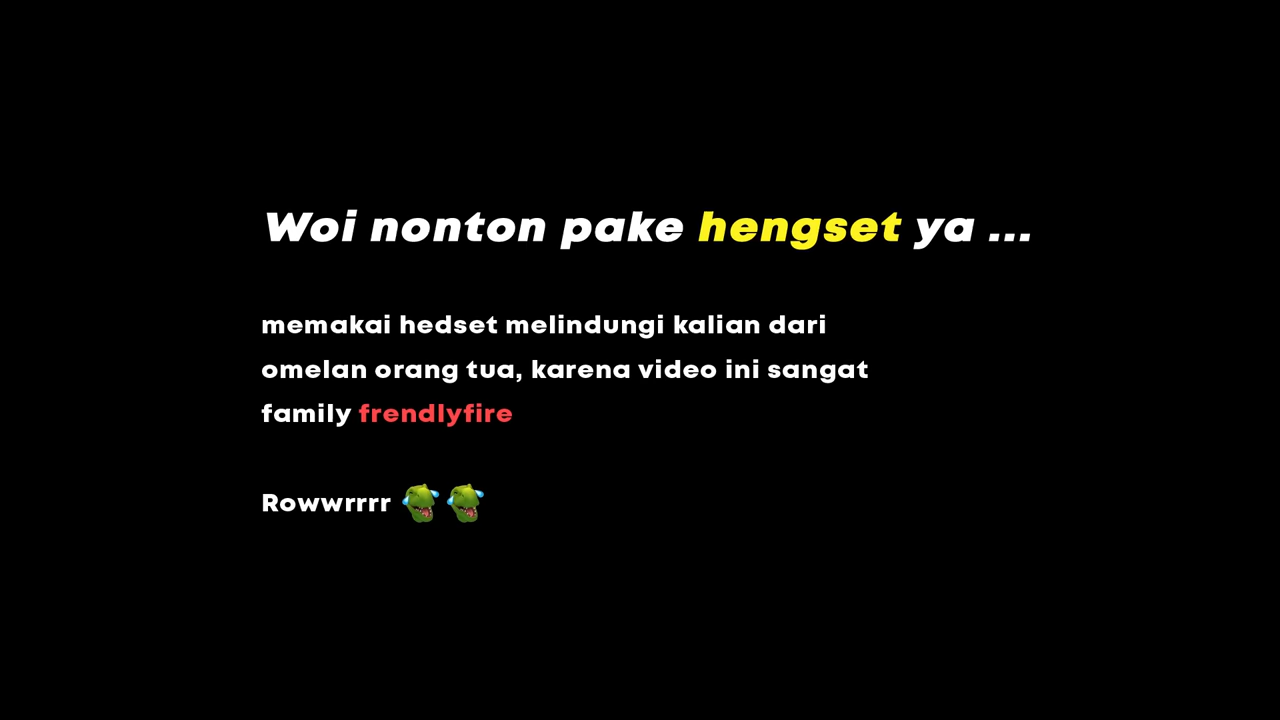 Woi nonton pake hengset ya ...
memakai hedset melindungi kalian dari
omelan orang tua, karena video ini sangat
family frendlyfire
Rowwrrrr